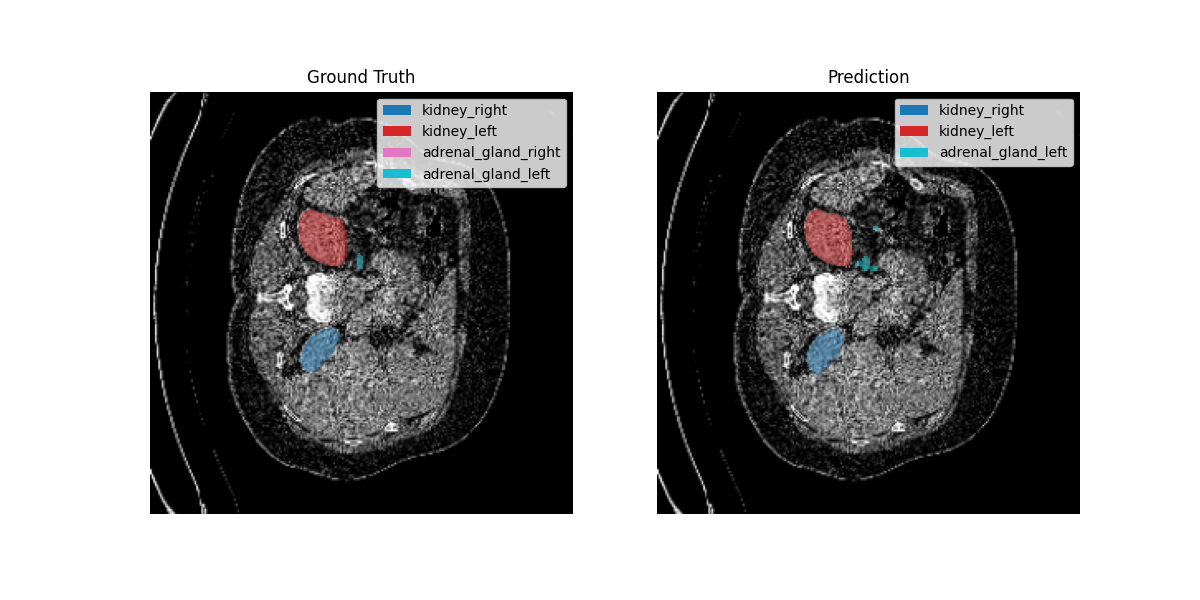 Ground Truth
kidney_right
kidney_left
adrenal_gland_right
adrenal_gland_left
Prediction
kidney_right
kidney_left
adrenal_gland_left